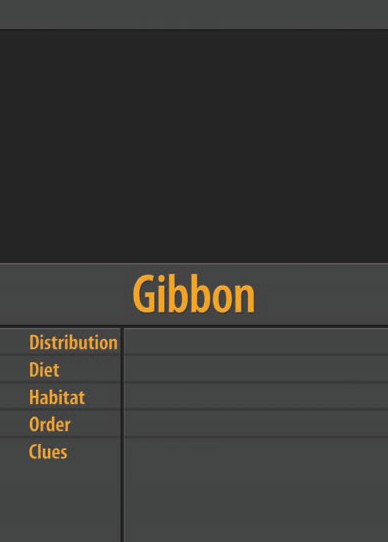 Gibbon
Distribution
Diet
Habitat
Order
Clues